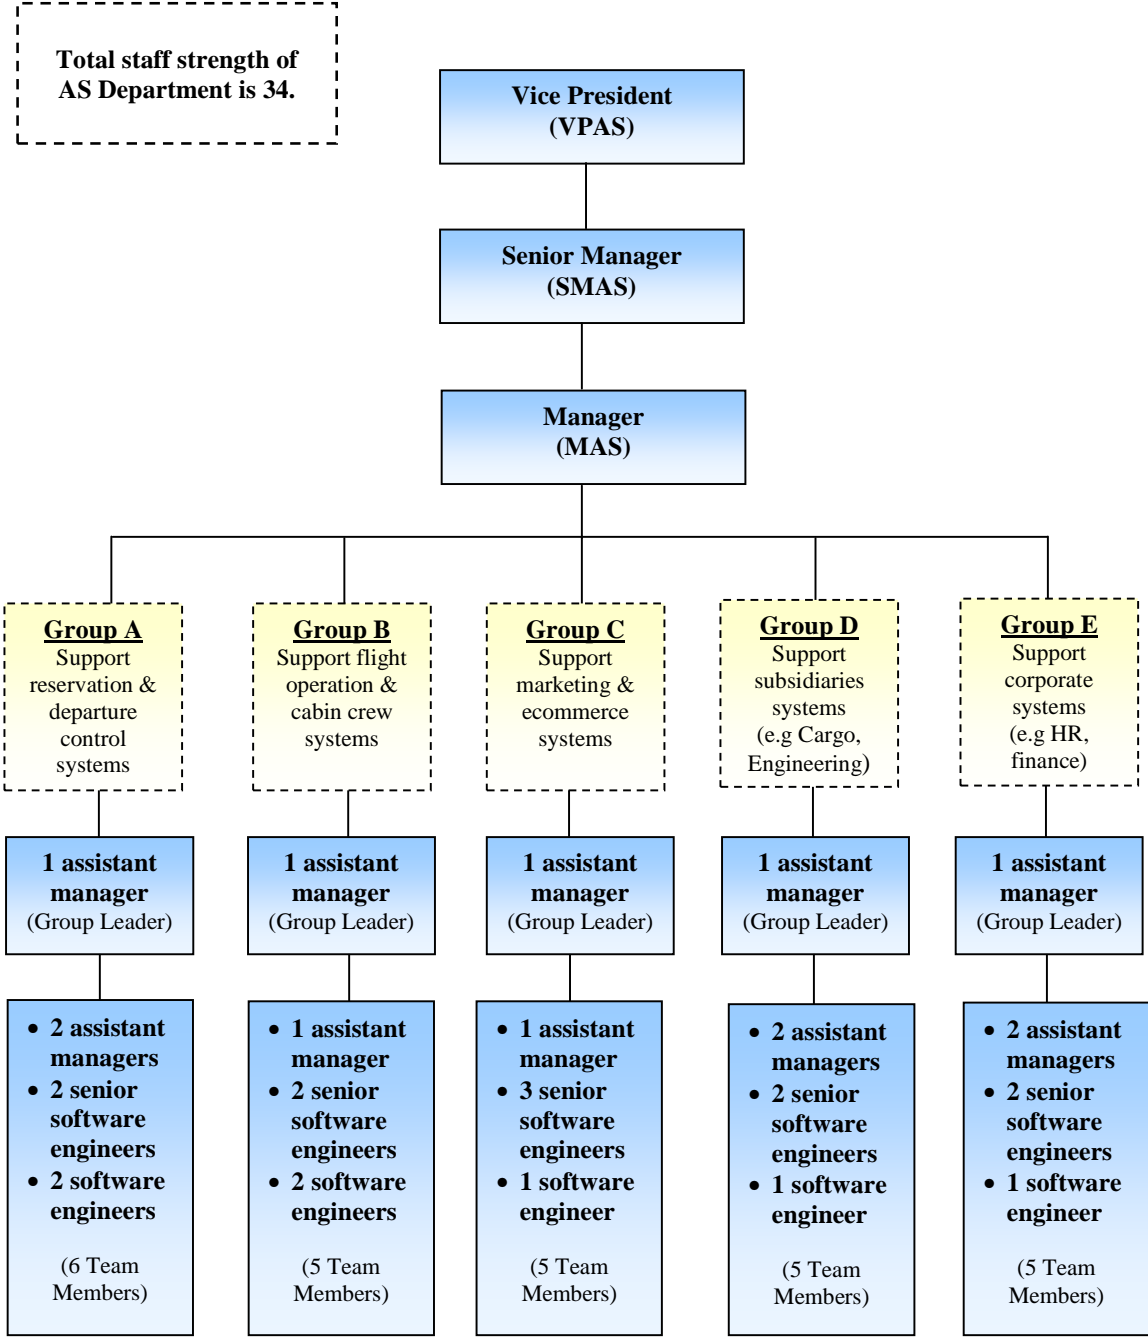 Total staff strength of
AS Department is 34.
Vice President
(VPAS)
Senior Manager
(SMAS)
Manager
(MAS)
Group A
Support
reservation &
departure
control
systems
Group B
Support flight
operation &
cabin crew
systems
Group C
Support
marketing &
ecommerce
systems
Group D
Support
subsidiaries
systems
(e.g Cargo,
Engineering)
Group E
Support
corporate
systems
(e.g HR,
finance)
1 assistant
manager
(Group Leader)
1 assistant
manager
(Group Leader)
1 assistant
manager
(Group Leader)
1 assistant
manager
(Group Leader)
1 assistant
manager
(Group Leader)
• 2 assistant
managers
• 2 senior
software
engineers
• 2 software
engineers
(6 Team
Members)
• 1 assistant
manager
• 2 senior
software
engineers
• 2 software
engineers
(5 Team
Members)
• 1 assistant
manager
• 3 senior
software
engineers
• 1 software
engineer
(5 Team
Members)
• 2 assistant
managers
• 2 senior
software
engineers
• 1 software
engineer
(5 Team
Members)
• 2 assistant
managers
• 2 senior
software
engineers
• 1 software
engineer
(5 Team
Members)